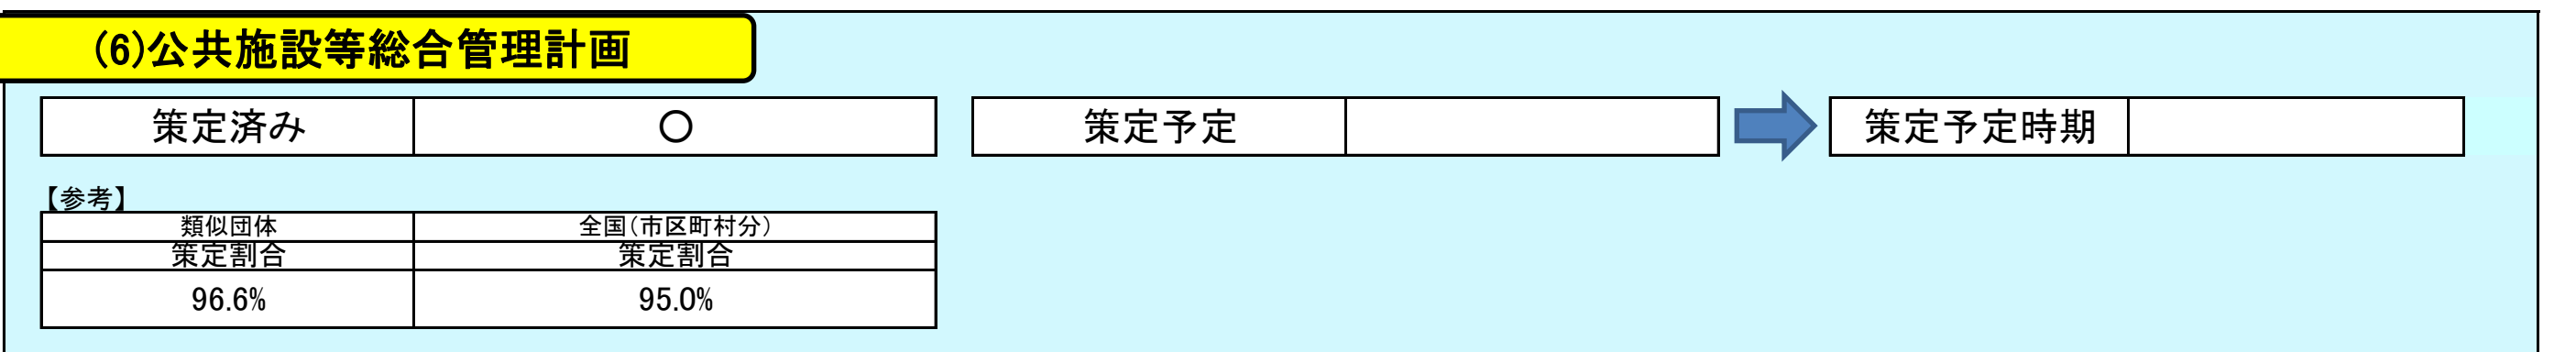 (6)公共施設等総合管理計画
策定済み ○ 策定予定 策定予定時期
【参考】
類似団体 全国(市区町村分)
策定割合 策定割合
96.6% 95.0%